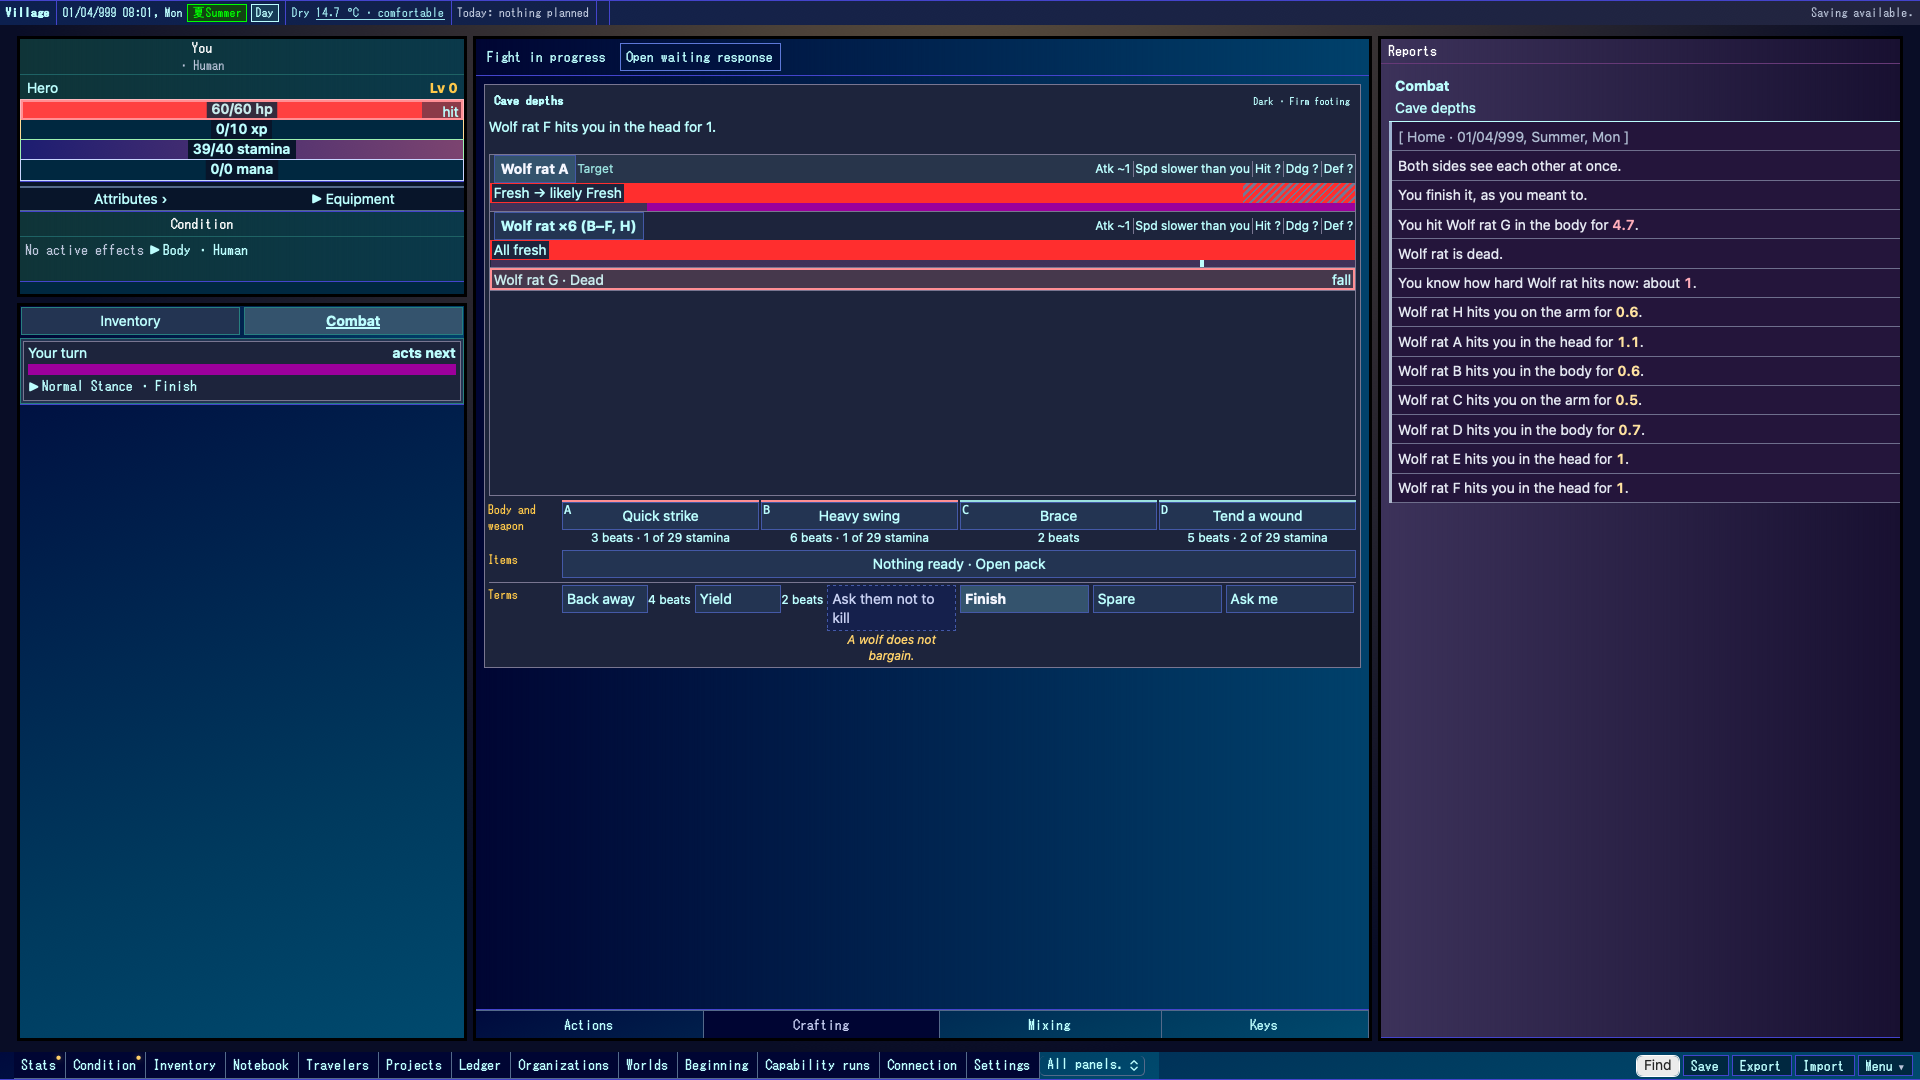 Village 01/04/999 08:01, Mon 夏Summer Day Dry 14.7 °C · comfortable Today: nothing planned Saving available.
You
· Human
Hero Lv 0
60/60 hp hit
0/10 xp
39/40 stamina
0/0 mana
Attributes › ▶ Equipment
Condition
No active effects ▶Body · Human
Inventory Combat
Your turn acts next
▶Normal Stance · Finish
Fight in progress Open waiting response
Cave depths Dark · Firm footing
Wolf rat F hits you in the head for 1.
Wolf rat A Target Atk ~1 Spd slower than you Hit ? Ddg ? Def ?
Fresh → likely Fresh
Wolf rat ×6 (B–F, H) Atk ~1 Spd slower than you Hit ? Ddg ? Def ?
All fresh
Wolf rat G · Dead fall
Body and weapon
A Quick strike
3 beats · 1 of 29 stamina
B Heavy swing
6 beats · 1 of 29 stamina
C Brace
2 beats
D Tend a wound
5 beats · 2 of 29 stamina
Items Nothing ready · Open pack
Terms Back away 4 beats Yield 2 beats Ask them not to kill Finish Spare Ask me
A wolf does not
bargain.
Actions Crafting Mixing Keys
Reports
Combat
Cave depths
[ Home · 01/04/999, Summer, Mon ]
Both sides see each other at once.
You finish it, as you meant to.
You hit Wolf rat G in the body for 4.7.
Wolf rat is dead.
You know how hard Wolf rat hits now: about 1.
Wolf rat H hits you on the arm for 0.6.
Wolf rat A hits you in the head for 1.1.
Wolf rat B hits you in the body for 0.6.
Wolf rat C hits you on the arm for 0.5.
Wolf rat D hits you in the body for 0.7.
Wolf rat E hits you in the head for 1.
Wolf rat F hits you in the head for 1.
Stats Condition Inventory Notebook Travelers Projects Ledger Organizations Worlds Beginning Capability runs Connection Settings All panels. Find Save Export Import Menu ▾